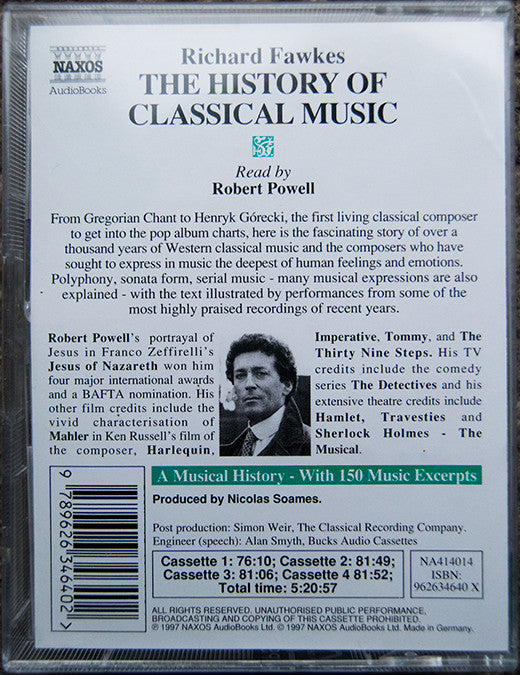 NAXOS
AudioBooks
Richard Fawkes
THE HISTORY OF
CLASSICAL MUSIC
Read by
Robert Powell
From Gregorian Chant to Henryk Górecki, the first living classical composer
to get into the pop album charts, here is the fascinating story of over a
thousand years of Western classical music and the composers who have
sought to express in music the deepest of human feelings and emotions.
Polyphony, sonata form, serial music - many musical expressions are also
explained - with the text illustrated by performances from some of the
most highly praised recordings of recent years.
Robert Powell's portrayal of
Jesus in Franco Zeffirelli's
Jesus of Nazareth won him
four major international awards
and a BAFTA nomination. His
other film credits include the
vivid characterisation of
Mahler in Ken Russell's film of
the composer, Harlequin,
Imperative, Tommy, and The
Thirty Nine Steps. His TV
credits include the comedy
series The Detectives and his
extensive theatre credits include
Hamlet, Travesties and
Sherlock Holmes - The
Musical.
A Musical History - With 150 Music Excerpts
Produced by Nicolas Soames.
Post production: Simon Weir, The Classical Recording Company.
Engineer (speech): Alan Smyth, Bucks Audio Cassettes
Cassette 1: 76:10; Cassette 2: 81:49;
Cassette 3: 81:06; Cassette 4 81:52;
Total time: 5:20:57
NA414014
ISBN:
962634640 X
ALL RIGHTS RESERVED. UNAUTHORISED PUBLIC PERFORMANCE,
BROADCASTING AND COPYING OF THIS CASSETTE PROHIBITED.
℗ 1997 NAXOS AudioBooks Ltd. © 1997 NAXOS AudioBooks Ltd. Made in Germany.
9 789626 346402 >